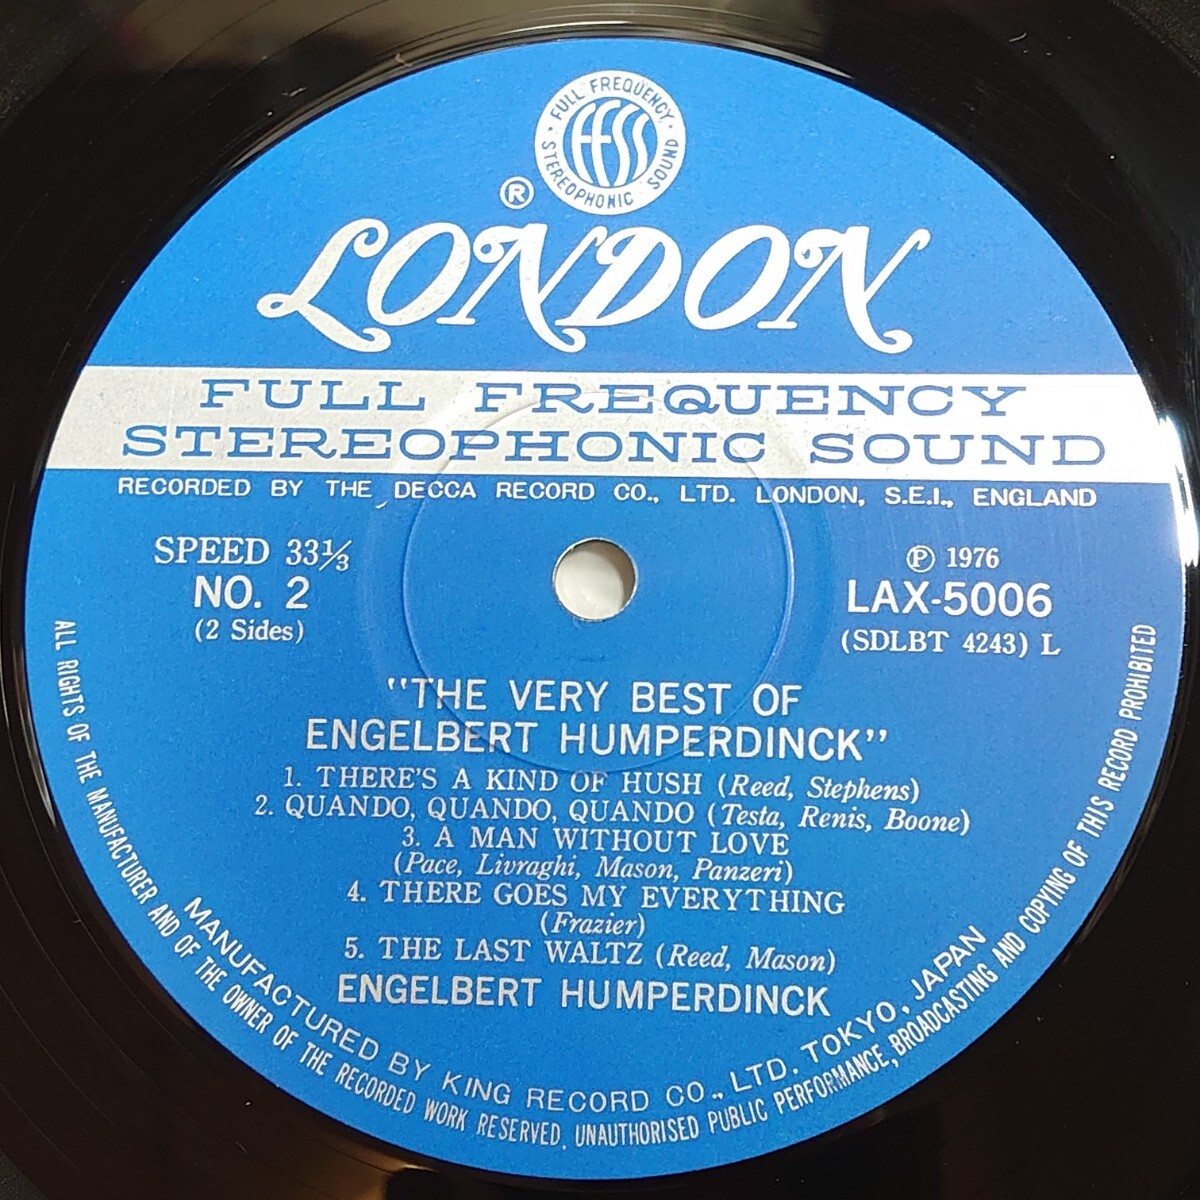 FULL FREQUENCY
STEREOPHONIC SOUND
FFSS
®
LONDON
FULL FREQUENCY
STEREOPHONIC SOUND
RECORDED BY THE DECCA RECORD CO., LTD. LONDON, S.E.I., ENGLAND
SPEED 33⅓
NO. 2
(2 Sides)
℗ 1976
LAX-5006
(SDLBT 4243) L
"THE VERY BEST OF
ENGELBERT HUMPERDINCK"
1. THERE'S A KIND OF HUSH (Reed, Stephens)
2. QUANDO, QUANDO, QUANDO (Testa, Renis, Boone)
3. A MAN WITHOUT LOVE
(Pace, Livraghi, Mason, Panzeri)
4. THERE GOES MY EVERYTHING
(Frazier)
5. THE LAST WALTZ (Reed, Mason)
ENGELBERT HUMPERDINCK
MANUFACTURED BY KING RECORD CO., LTD. TOKYO, JAPAN
ALL RIGHTS OF THE MANUFACTURER AND OF THE OWNER OF THE RECORDED WORK RESERVED. UNAUTHORISED PUBLIC PERFORMANCE, BROADCASTING AND COPYING OF THIS RECORD PROHIBITED